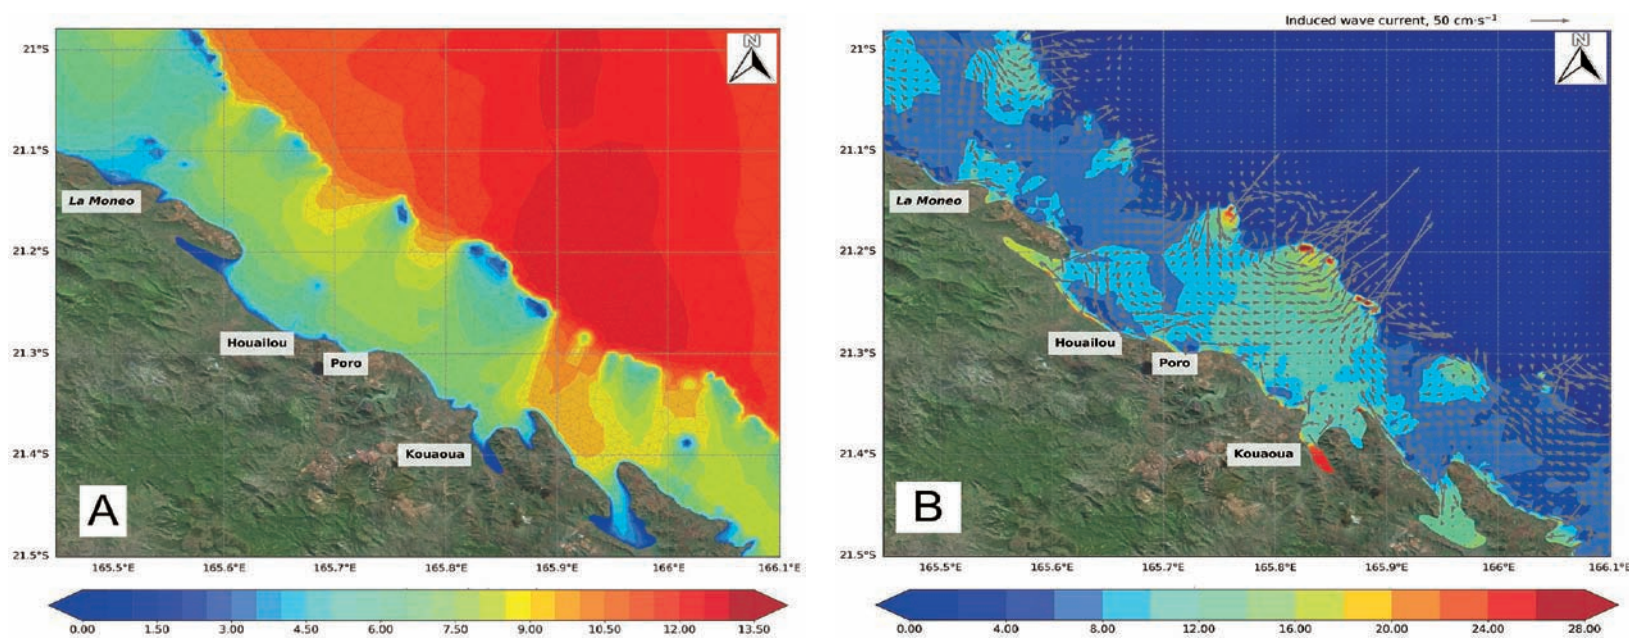 Induced wave current, 50 cm·s⁻¹
N
21°S
21.1°S
21.2°S
21.3°S
21.4°S
21.5°S
La Moneo
Houailou
Poro
Kouaoua
A
165.5°E 165.6°E 165.7°E 165.8°E 165.9°E 166°E 166.1°E
0.00 1.50 3.00 4.50 6.00 7.50 9.00 10.50 12.00 13.50
N
21°S
21.1°S
21.2°S
21.3°S
21.4°S
21.5°S
La Moneo
Houailou
Poro
Kouaoua
B
165.5°E 165.6°E 165.7°E 165.8°E 165.9°E 166°E 166.1°E
0.00 4.00 8.00 12.00 16.00 20.00 24.00 28.00